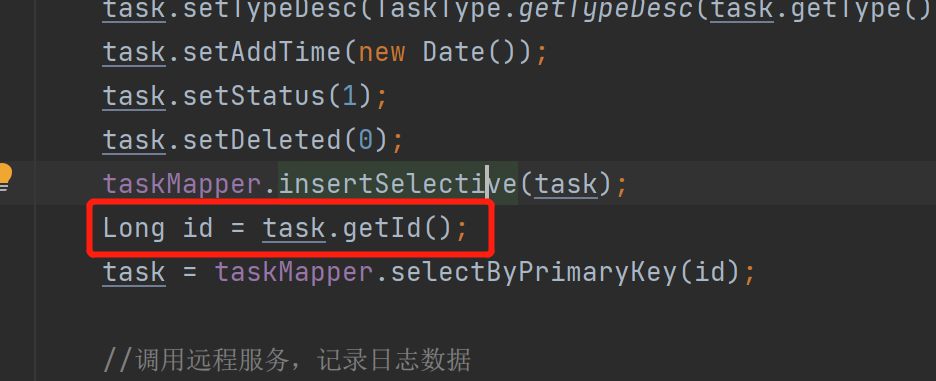 task.setTypeDesc(TaskType.getTypeDesc(task.getType()
task.setAddTime(new Date());
task.setStatus(1);
task.setDeleted(0);
taskMapper.insertSelective(task);
Long id = task.getId();
task = taskMapper.selectByPrimaryKey(id);
//调用远程服务，记录日志数据